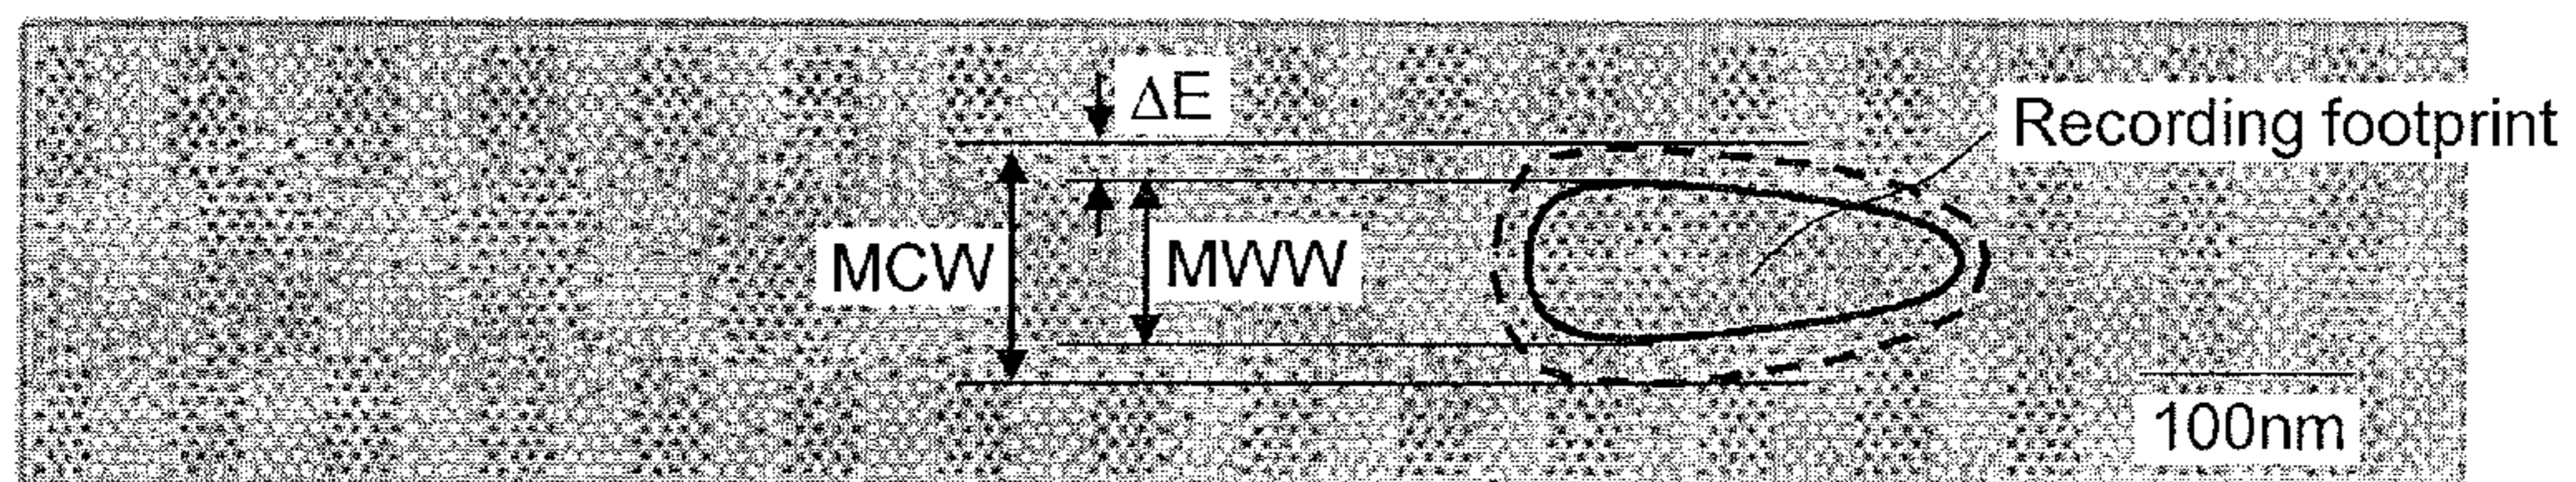 ΔE
Recording footprint
MCW
MWW
100nm